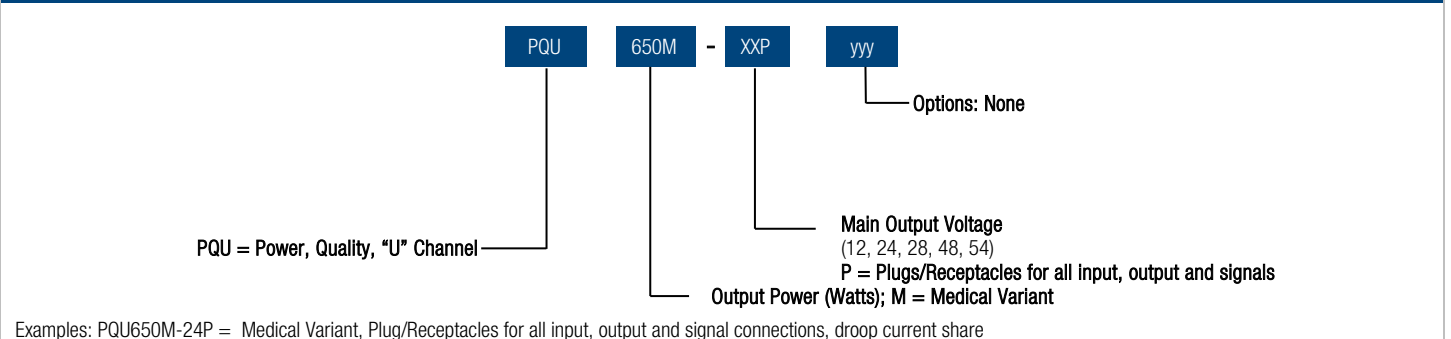 PQU 650M - XXP yyy
Options: None
Main Output Voltage
PQU = Power, Quality, “U” Channel
(12, 24, 28, 48, 54)
P = Plugs/Receptacles for all input, output and signals
Output Power (Watts); M = Medical Variant
Examples: PQU650M-24P = Medical Variant, Plug/Receptacles for all input, output and signal connections, droop current share